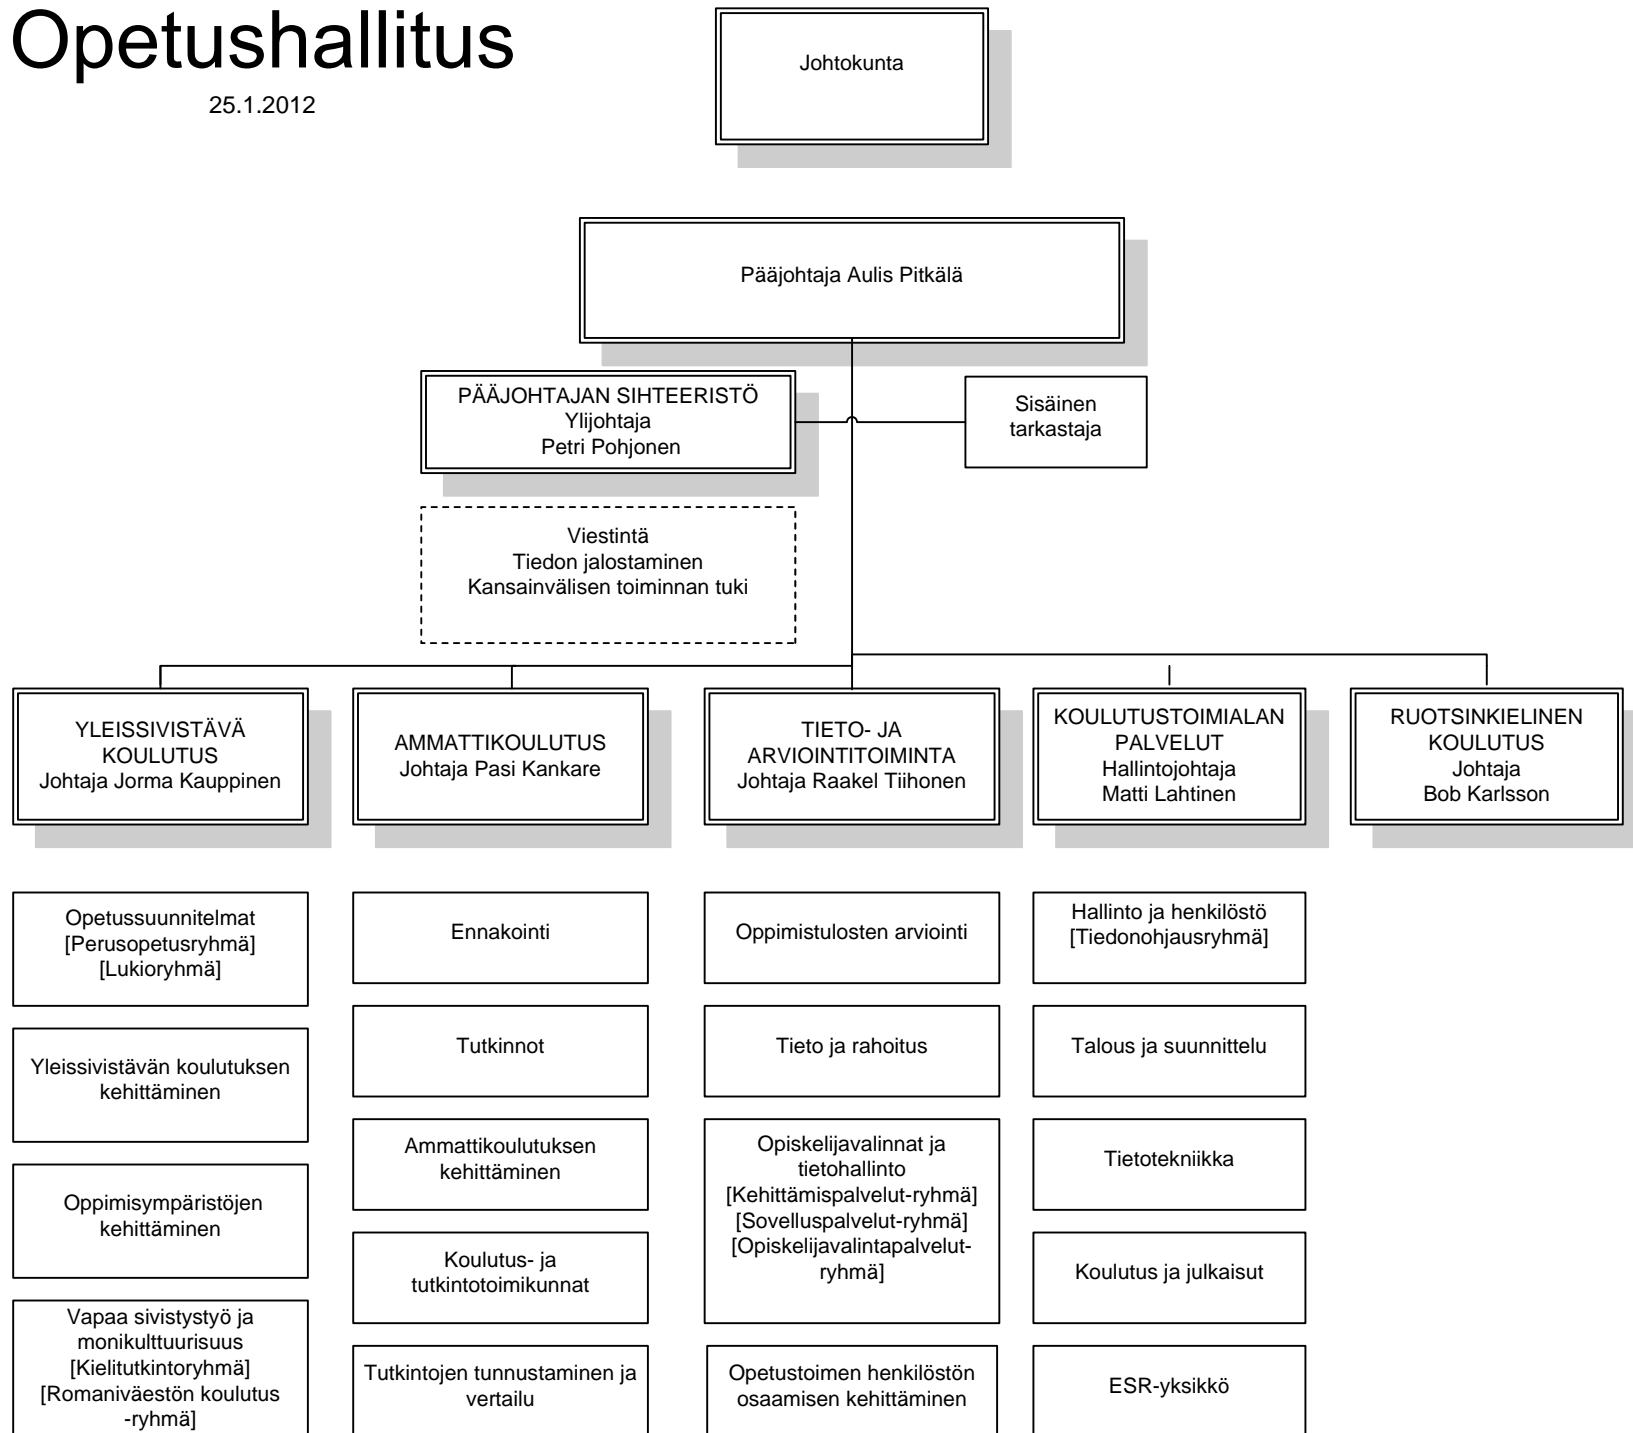 Opetushallitus
25.1.2012
Johtokunta
Pääjohtaja Aulis Pitkälä
PÄÄJOHTAJAN SIHTEERISTÖ
Ylijohtaja
Petri Pohjonen
Sisäinen
tarkastaja
Viestintä
Tiedon jalostaminen
Kansainvälisen toiminnan tuki
YLEISSIVISTÄVÄ
KOULUTUS
Johtaja Jorma Kauppinen
AMMATTIKOULUTUS
Johtaja Pasi Kankare
TIETO- JA
ARVIOINTITOIMINTA
Johtaja Raakel Tiihonen
KOULUTUSTOIMIALAN
PALVELUT
Hallintojohtaja
Matti Lahtinen
RUOTSINKIELINEN
KOULUTUS
Johtaja
Bob Karlsson
Opetussuunnitelmat
[Perusopetusryhmä]
[Lukioryhmä]
Yleissivistävän koulutuksen
kehittäminen
Oppimisympäristöjen
kehittäminen
Vapaa sivistystyö ja
monikulttuurisuus
[Kielitutkintoryhmä]
[Romaniväestön koulutus
-ryhmä]
Ennakointi
Tutkinnot
Ammattikoulutuksen
kehittäminen
Koulutus- ja
tutkintotoimikunnat
Tutkintojen tunnustaminen ja
vertailu
Oppimistulosten arviointi
Tieto ja rahoitus
Opiskelijavalinnat ja
tietohallinto
[Kehittämispalvelut-ryhmä]
[Sovelluspalvelut-ryhmä]
[Opiskelijavalintapalvelut-
ryhmä]
Opetustoimen henkilöstön
osaamisen kehittäminen
Hallinto ja henkilöstö
[Tiedonohjausryhmä]
Talous ja suunnittelu
Tietotekniikka
Koulutus ja julkaisut
ESR-yksikkö